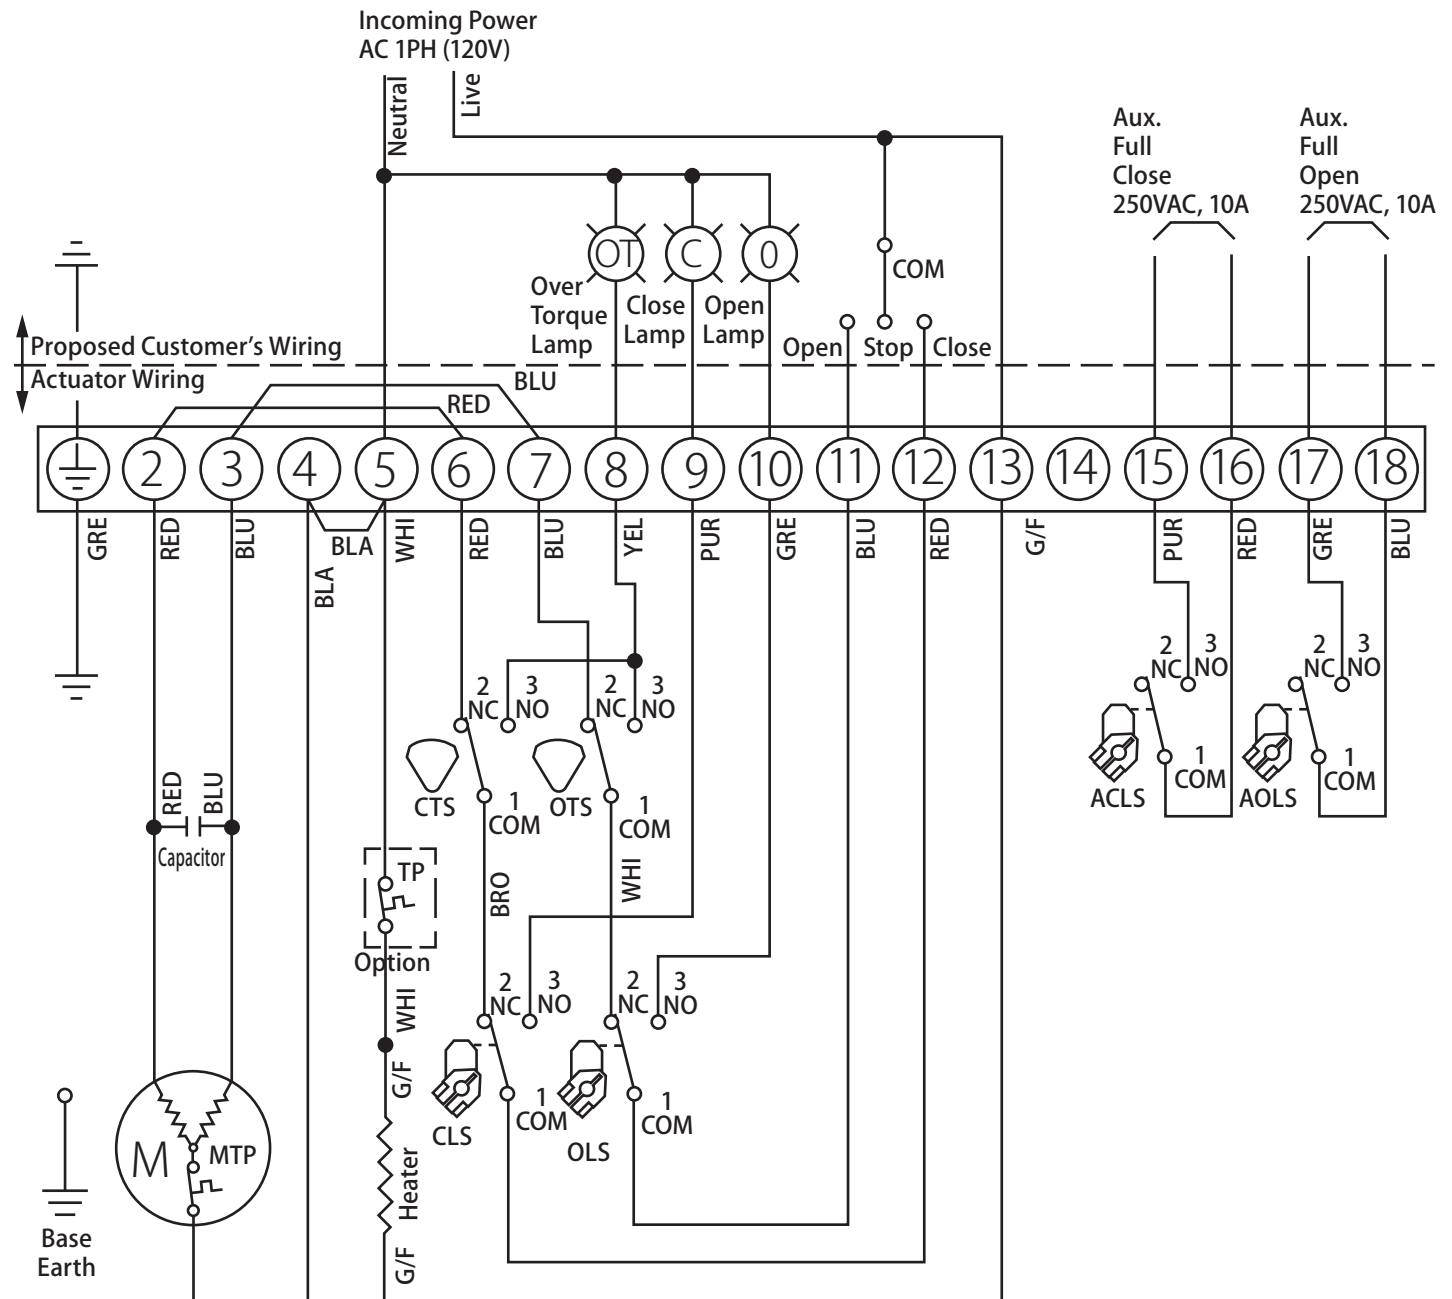 Incoming Power
AC 1PH (120V)
Neutral
Live
Aux.
Full
Close
250VAC, 10A
Aux.
Full
Open
250VAC, 10A
OT
C
0
COM
Over
Torque
Lamp
Close
Lamp
Open
Lamp
Open
Stop
Close
Proposed Customer's Wiring
Actuator Wiring
BLU
RED
2
3
4
5
6
7
8
9
10
11
12
13
14
15
16
17
18
GRE
RED
BLU
BLA
BLA
WHI
RED
BLU
YEL
PUR
GRE
BLU
RED
G/F
PUR
RED
GRE
BLU
2
NC
3
NO
2
NC
3
NO
2
NC
3
NO
2
NC
3
NO
CTS
1
COM
OTS
1
COM
ACLS
1
COM
AOLS
1
COM
RED
BLU
Capacitor
TP
Option
BRO
WHI
WHI
2
NC
3
NO
2
NC
3
NO
G/F
CLS
1
COM
OLS
1
COM
M
MTP
Heater
G/F
Base
Earth